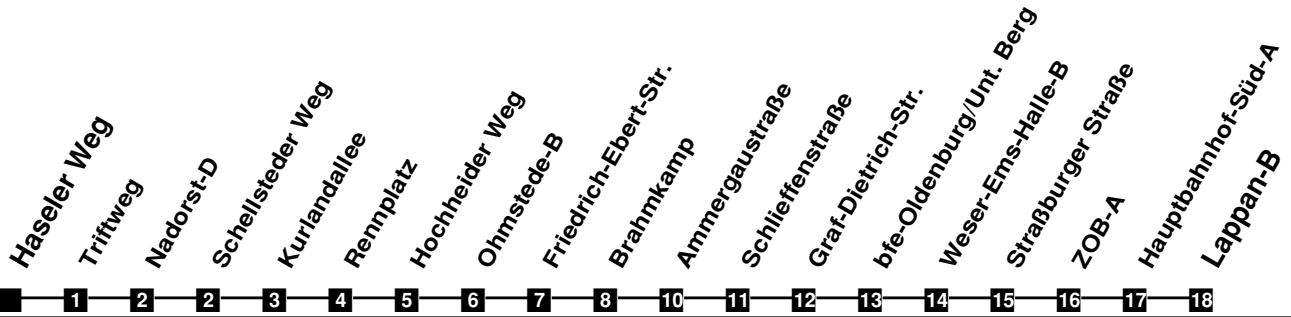 Haseler Weg
Triftweg
Nadorst-D
Schellsteder Weg
Kurlandallee
Rennplatz
Hochheider Weg
Ohmstede-B
Friedrich-Ebert-Str.
Brahmkamp
Ammergaustraße
Schlieffenstraße
Graf-Dietrich-Str.
bfe-Oldenburg/Unt. Berg
Weser-Ems-Halle-B
Straßburger Straße
ZOB-A
Hauptbahnhof-Süd-A
Lappan-B
1 2 2 3 4 5 6 7 8 10 11 12 13 14 15 16 17 18